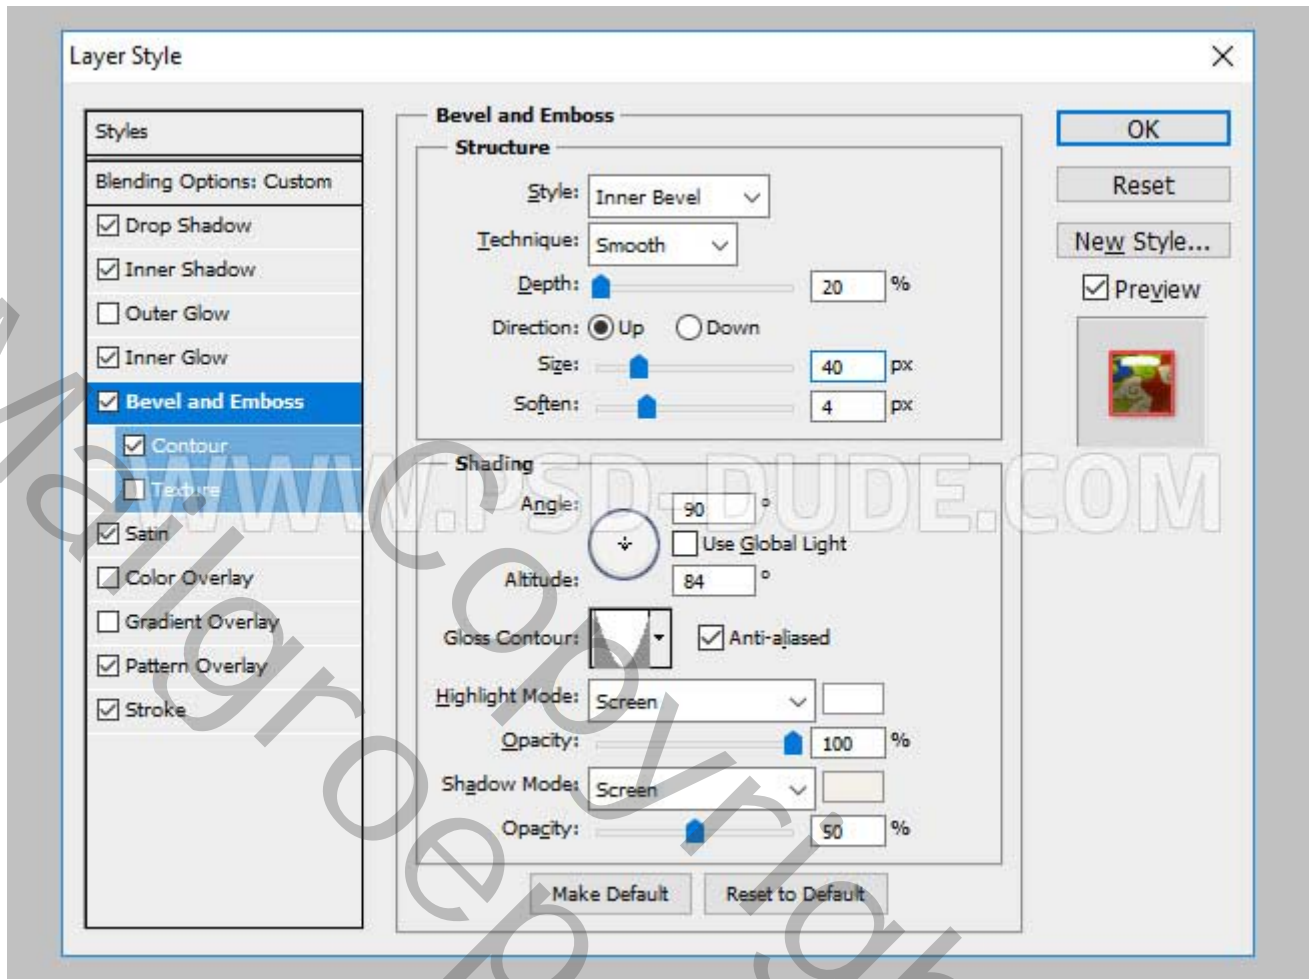 Layer Style
Styles
Blending Options: Custom
Drop Shadow
Inner Shadow
Outer Glow
Inner Glow
Bevel and Emboss
Contour
Texture
Satin
Color Overlay
Gradient Overlay
Pattern Overlay
Stroke
Bevel and Emboss
Structure
Style: Inner Bevel
Technique: Smooth
Depth: 20 %
Direction: Up Down
Size: 40 px
Soften: 4 px
Shading
Angle: 90 °
Use Global Light
Altitude: 84 °
Gloss Contour: Anti-aliased
Highlight Mode: Screen
Opacity: 100 %
Shadow Mode: Screen
Opacity: 50 %
Make Default Reset to Default
OK
Reset
New Style...
Preview
WWW.PSD-DUDE.COM
Mailgroep
Copyright